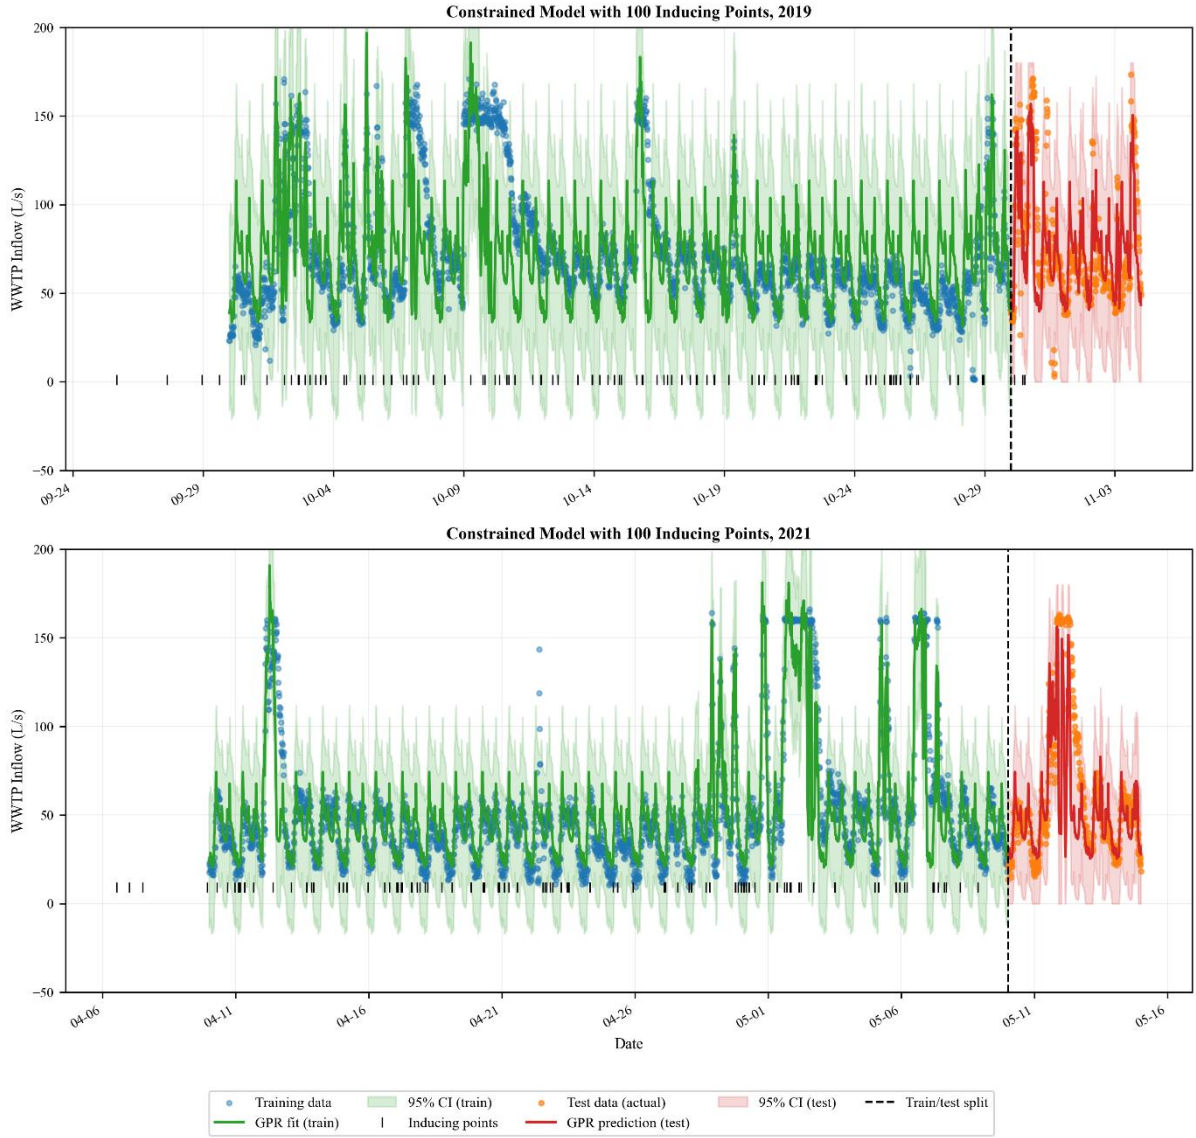 Constrained Model with 100 Inducing Points, 2019
200
150
100
50
0
−50
WWTP Inflow (L/s)
09-24
09-29
10-04
10-09
10-14
10-19
10-24
10-29
11-03
Constrained Model with 100 Inducing Points, 2021
200
150
100
50
0
−50
WWTP Inflow (L/s)
04-06
04-11
04-16
04-21
04-26
05-01
05-06
05-11
05-16
Date
Training data
95% CI (train)
Test data (actual)
95% CI (test)
Train/test split
GPR fit (train)
Inducing points
GPR prediction (test)